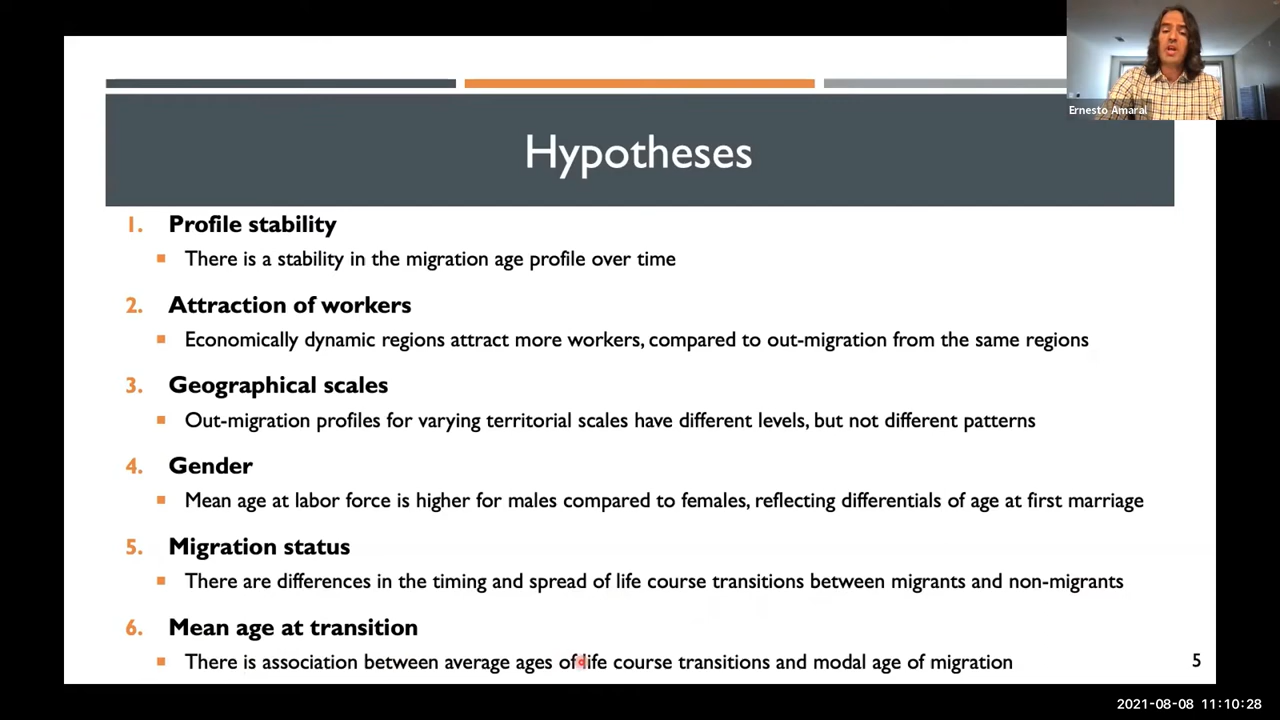 Ernesto Amaral
Hypotheses
1. Profile stability
There is a stability in the migration age profile over time
2. Attraction of workers
Economically dynamic regions attract more workers, compared to out-migration from the same regions
3. Geographical scales
Out-migration profiles for varying territorial scales have different levels, but not different patterns
4. Gender
Mean age at labor force is higher for males compared to females, reflecting differentials of age at first marriage
5. Migration status
There are differences in the timing and spread of life course transitions between migrants and non-migrants
6. Mean age at transition
There is association between average ages of life course transitions and modal age of migration
5
2021-08-08 11:10:28